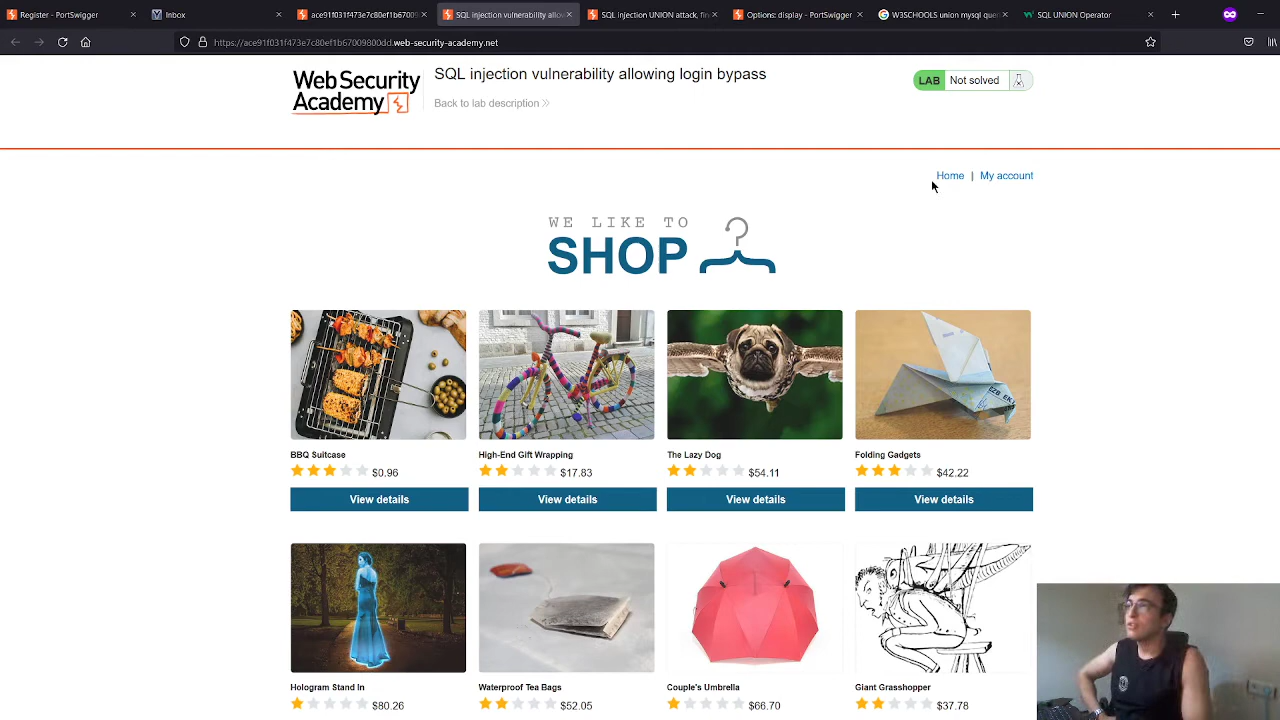 Register - PortSwigger
Inbox
ace91f031f473e7c80ef1b67009
SQL injection vulnerability allow
SQL injection UNION attack, fin
Options: display - PortSwigger
W3SCHOOLS union mysql que
SQL UNION Operator
https://ace91f031f473e7c80ef1b67009800dd.web-security-academy.net
Web Security
Academy
SQL injection vulnerability allowing login bypass
Back to lab description
LAB
Not solved
Home | My account
WE LIKE TO
SHOP
BBQ Suitcase
$0.96
View details
High-End Gift Wrapping
$17.83
View details
The Lazy Dog
$54.11
View details
Folding Gadgets
$42.22
View details
Hologram Stand In
$80.26
Waterproof Tea Bags
$52.05
Couple's Umbrella
$66.70
Giant Grasshopper
$37.78